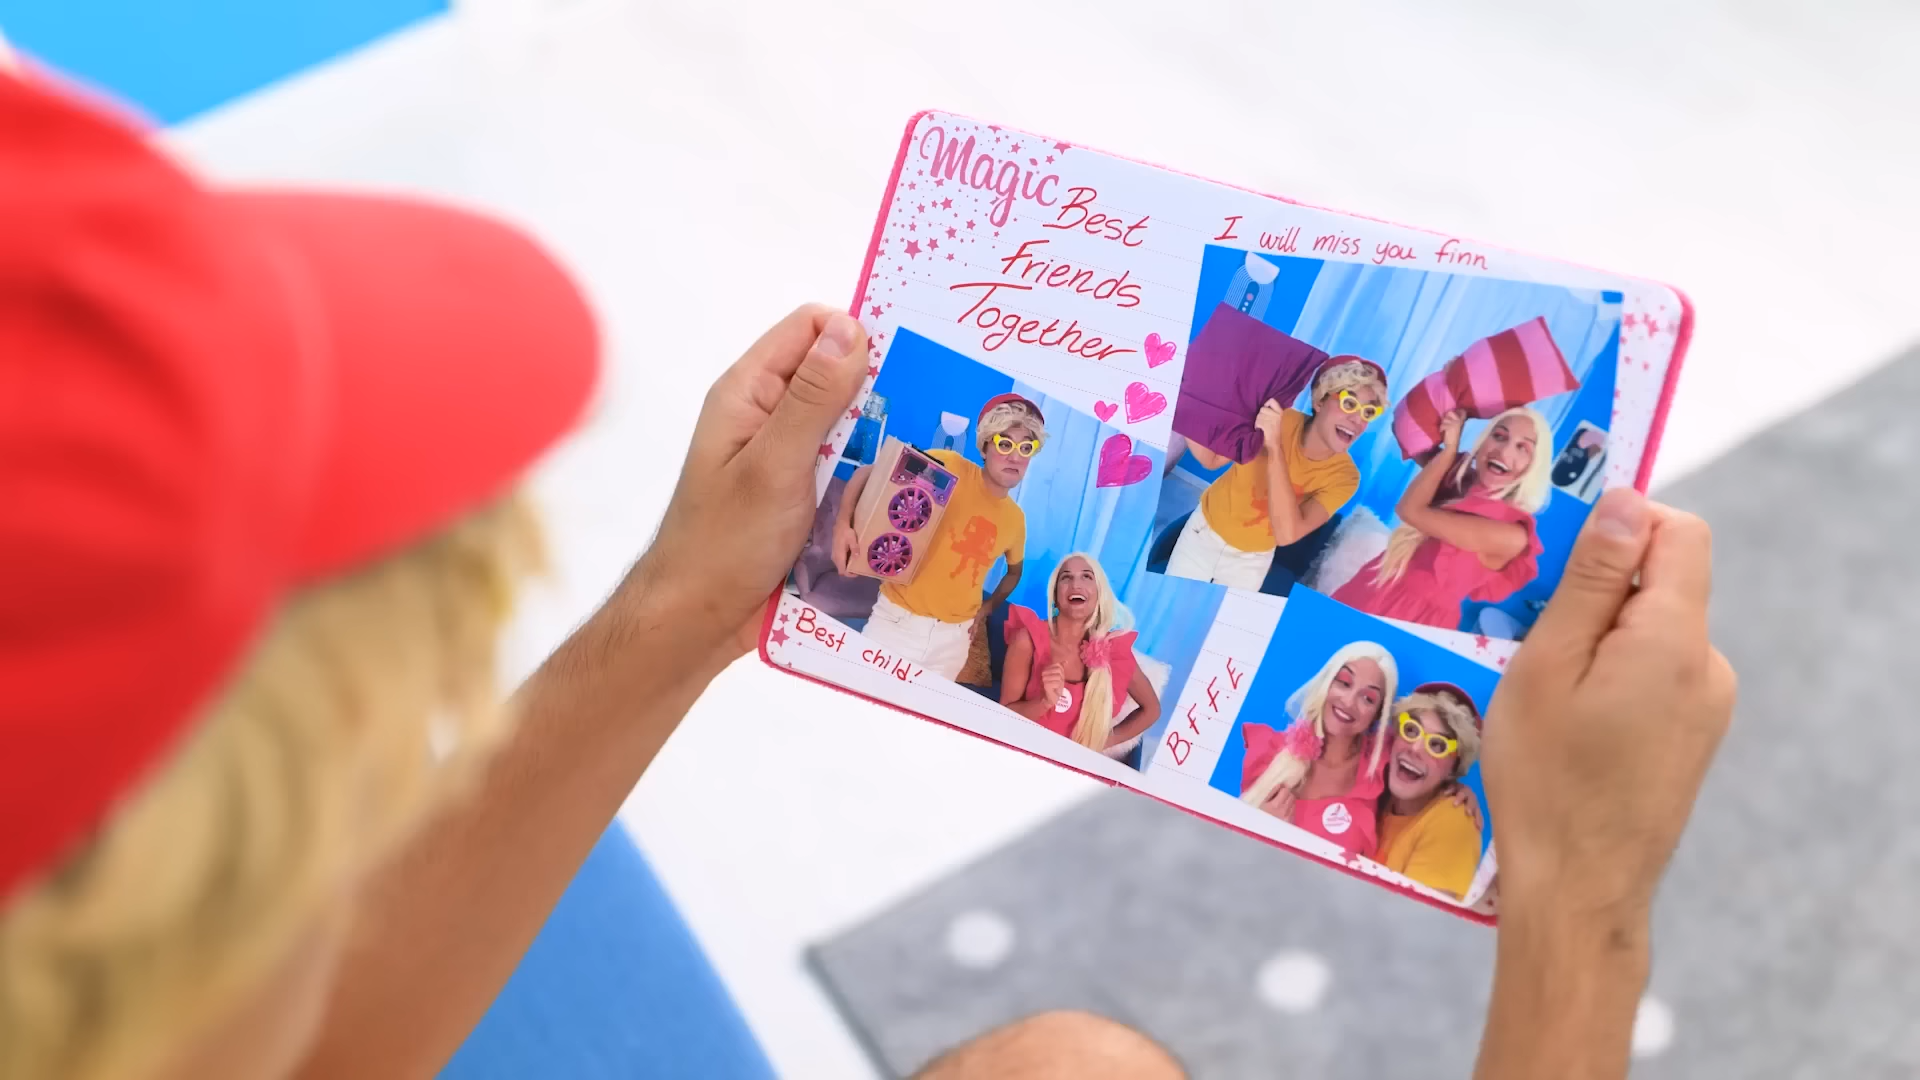 Magic
Best
Friends
Together
I will miss you finn
Best child!
B.F.F.E